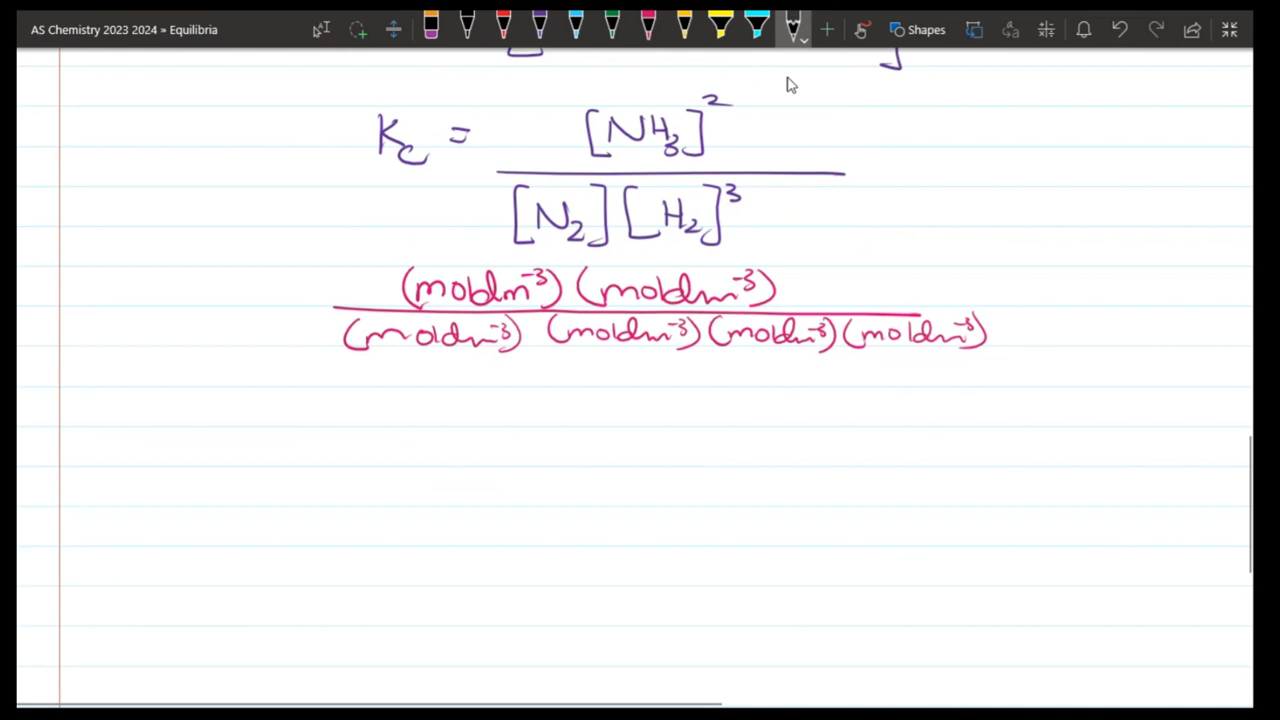 AS Chemistry 2023 2024 » Equilibria
Shapes
K_C = [NH₃]²
[N₂][H₂]³
(moldm⁻³)(moldm⁻³)
(moldm⁻³)(moldm⁻³)(moldm⁻³)(moldm⁻³)